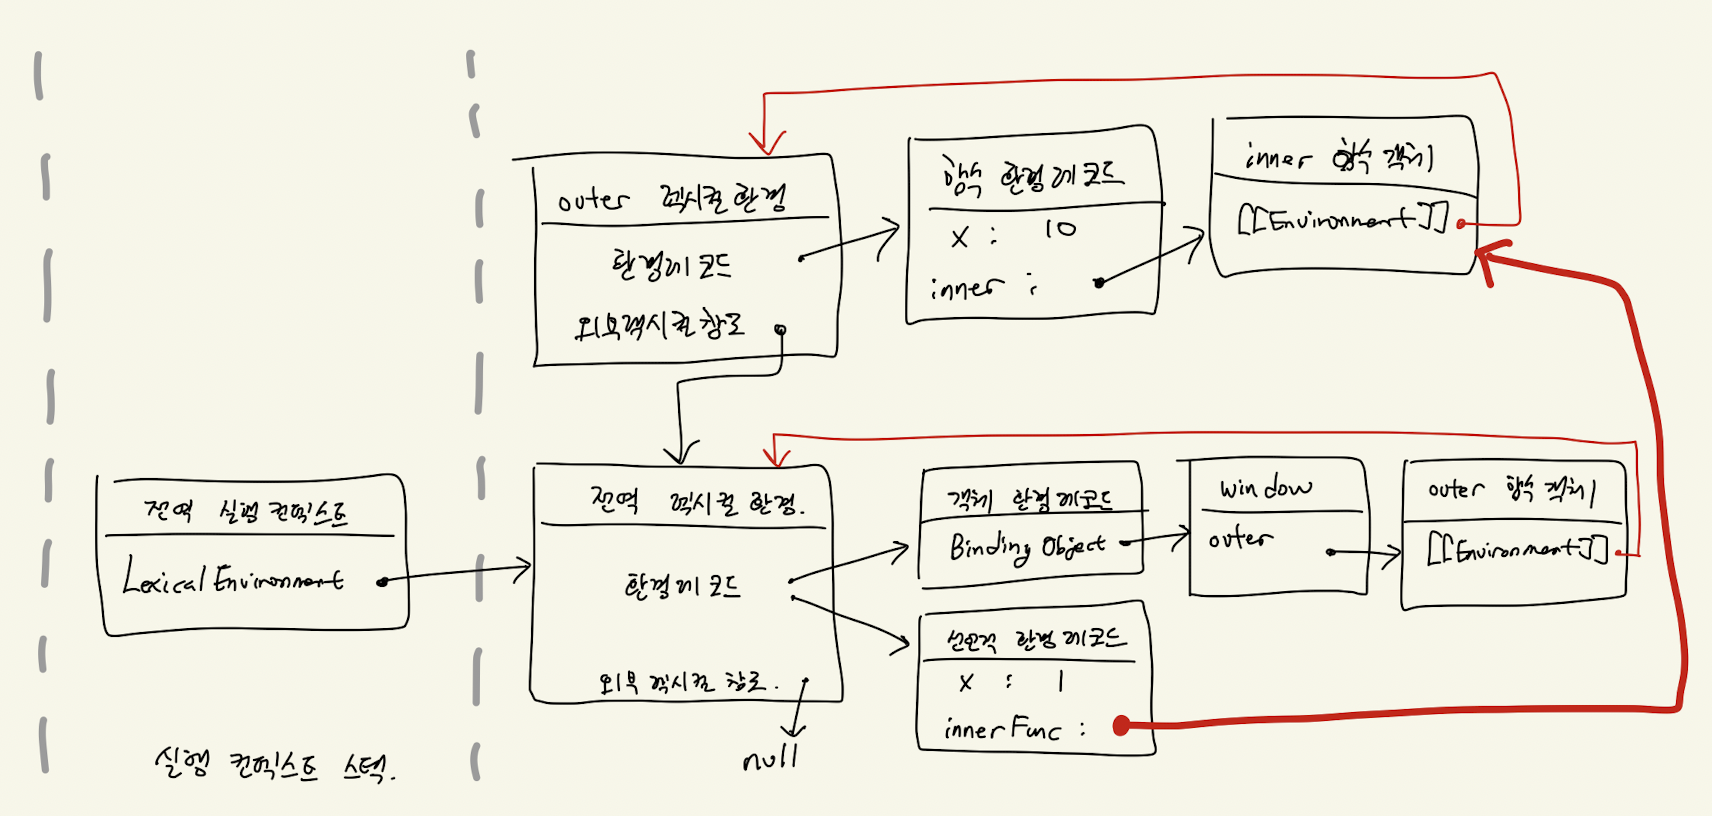 outer 렉시컬 환경
환경레코드
외부렉시컬참조
함수 환경레코드
x : 10
inner :
inner 함수 객체
[[Environment]]
전역 실행 컨텍스트
Lexical Environment
전역 렉시컬 환경.
환경레코드
외부 렉시컬 참조.
null
객체 환경레코드
Binding Object
window
outer
outer 함수 객체
[[Environment]]
선언적 환경레코드
x : 1
innerFunc :
실행 컨텍스트 스택.